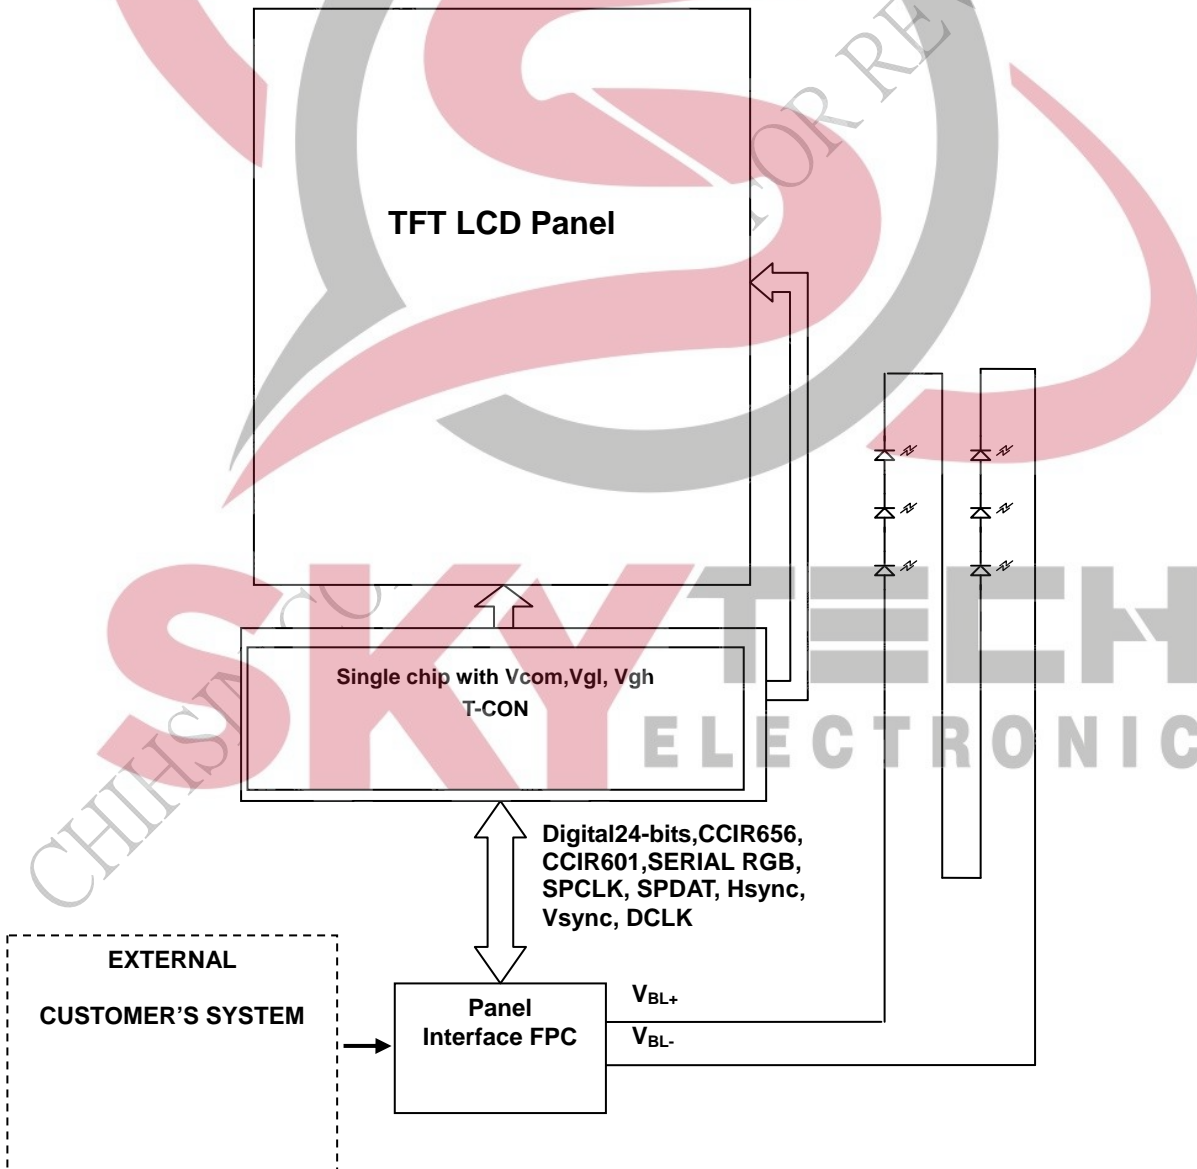 TFT LCD Panel
Single chip with Vcom,Vgl, Vgh
T-CON
SKY TECH
ELECTRONIC
Digital24-bits,CCIR656,
CCIR601,SERIAL RGB,
SPCLK, SPDAT, Hsync,
Vsync, DCLK
EXTERNAL
CUSTOMER'S SYSTEM
Panel
Interface FPC
VBL+
VBL-
FOR